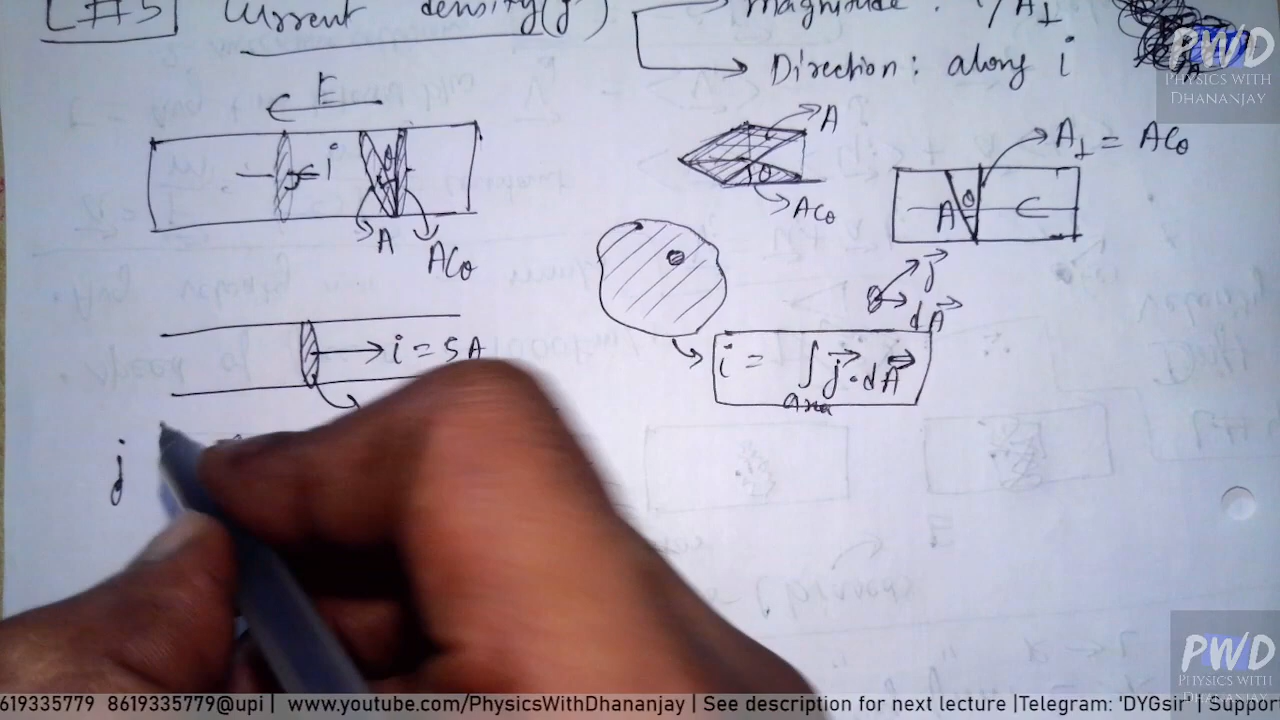 [#5] Current density (j)
Magnitude : i/A⊥
Direction : along i
PWD
PHYSICS WITH
DHANANJAY
E
i
A
ACθ
A
θ
ACθ
A⊥ = ACθ
A
θ
j
dA
i = 5A
i = ∫ j · dA
area
j
PWD
PHYSICS WITH
DHANANJAY
619335779 8619335779@upi | www.youtube.com/PhysicsWithDhananjay | See description for next lecture |Telegram: 'DYGsir' | Suppor